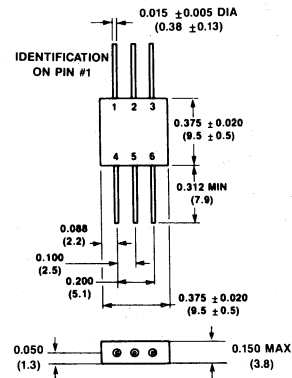 0.015 ±0.005 DIA
(0.38 ±0.13)
IDENTIFICATION
ON PIN #1
1 2 3
0.375 ±0.020
(9.5 ±0.5)
4 5 6
0.312 MIN
(7.9)
0.088
(2.2)
0.100
(2.5)
0.200
(5.1)
0.375 ±0.020
(9.5 ±0.5)
0.050
(1.3)
0.150 MAX
(3.8)